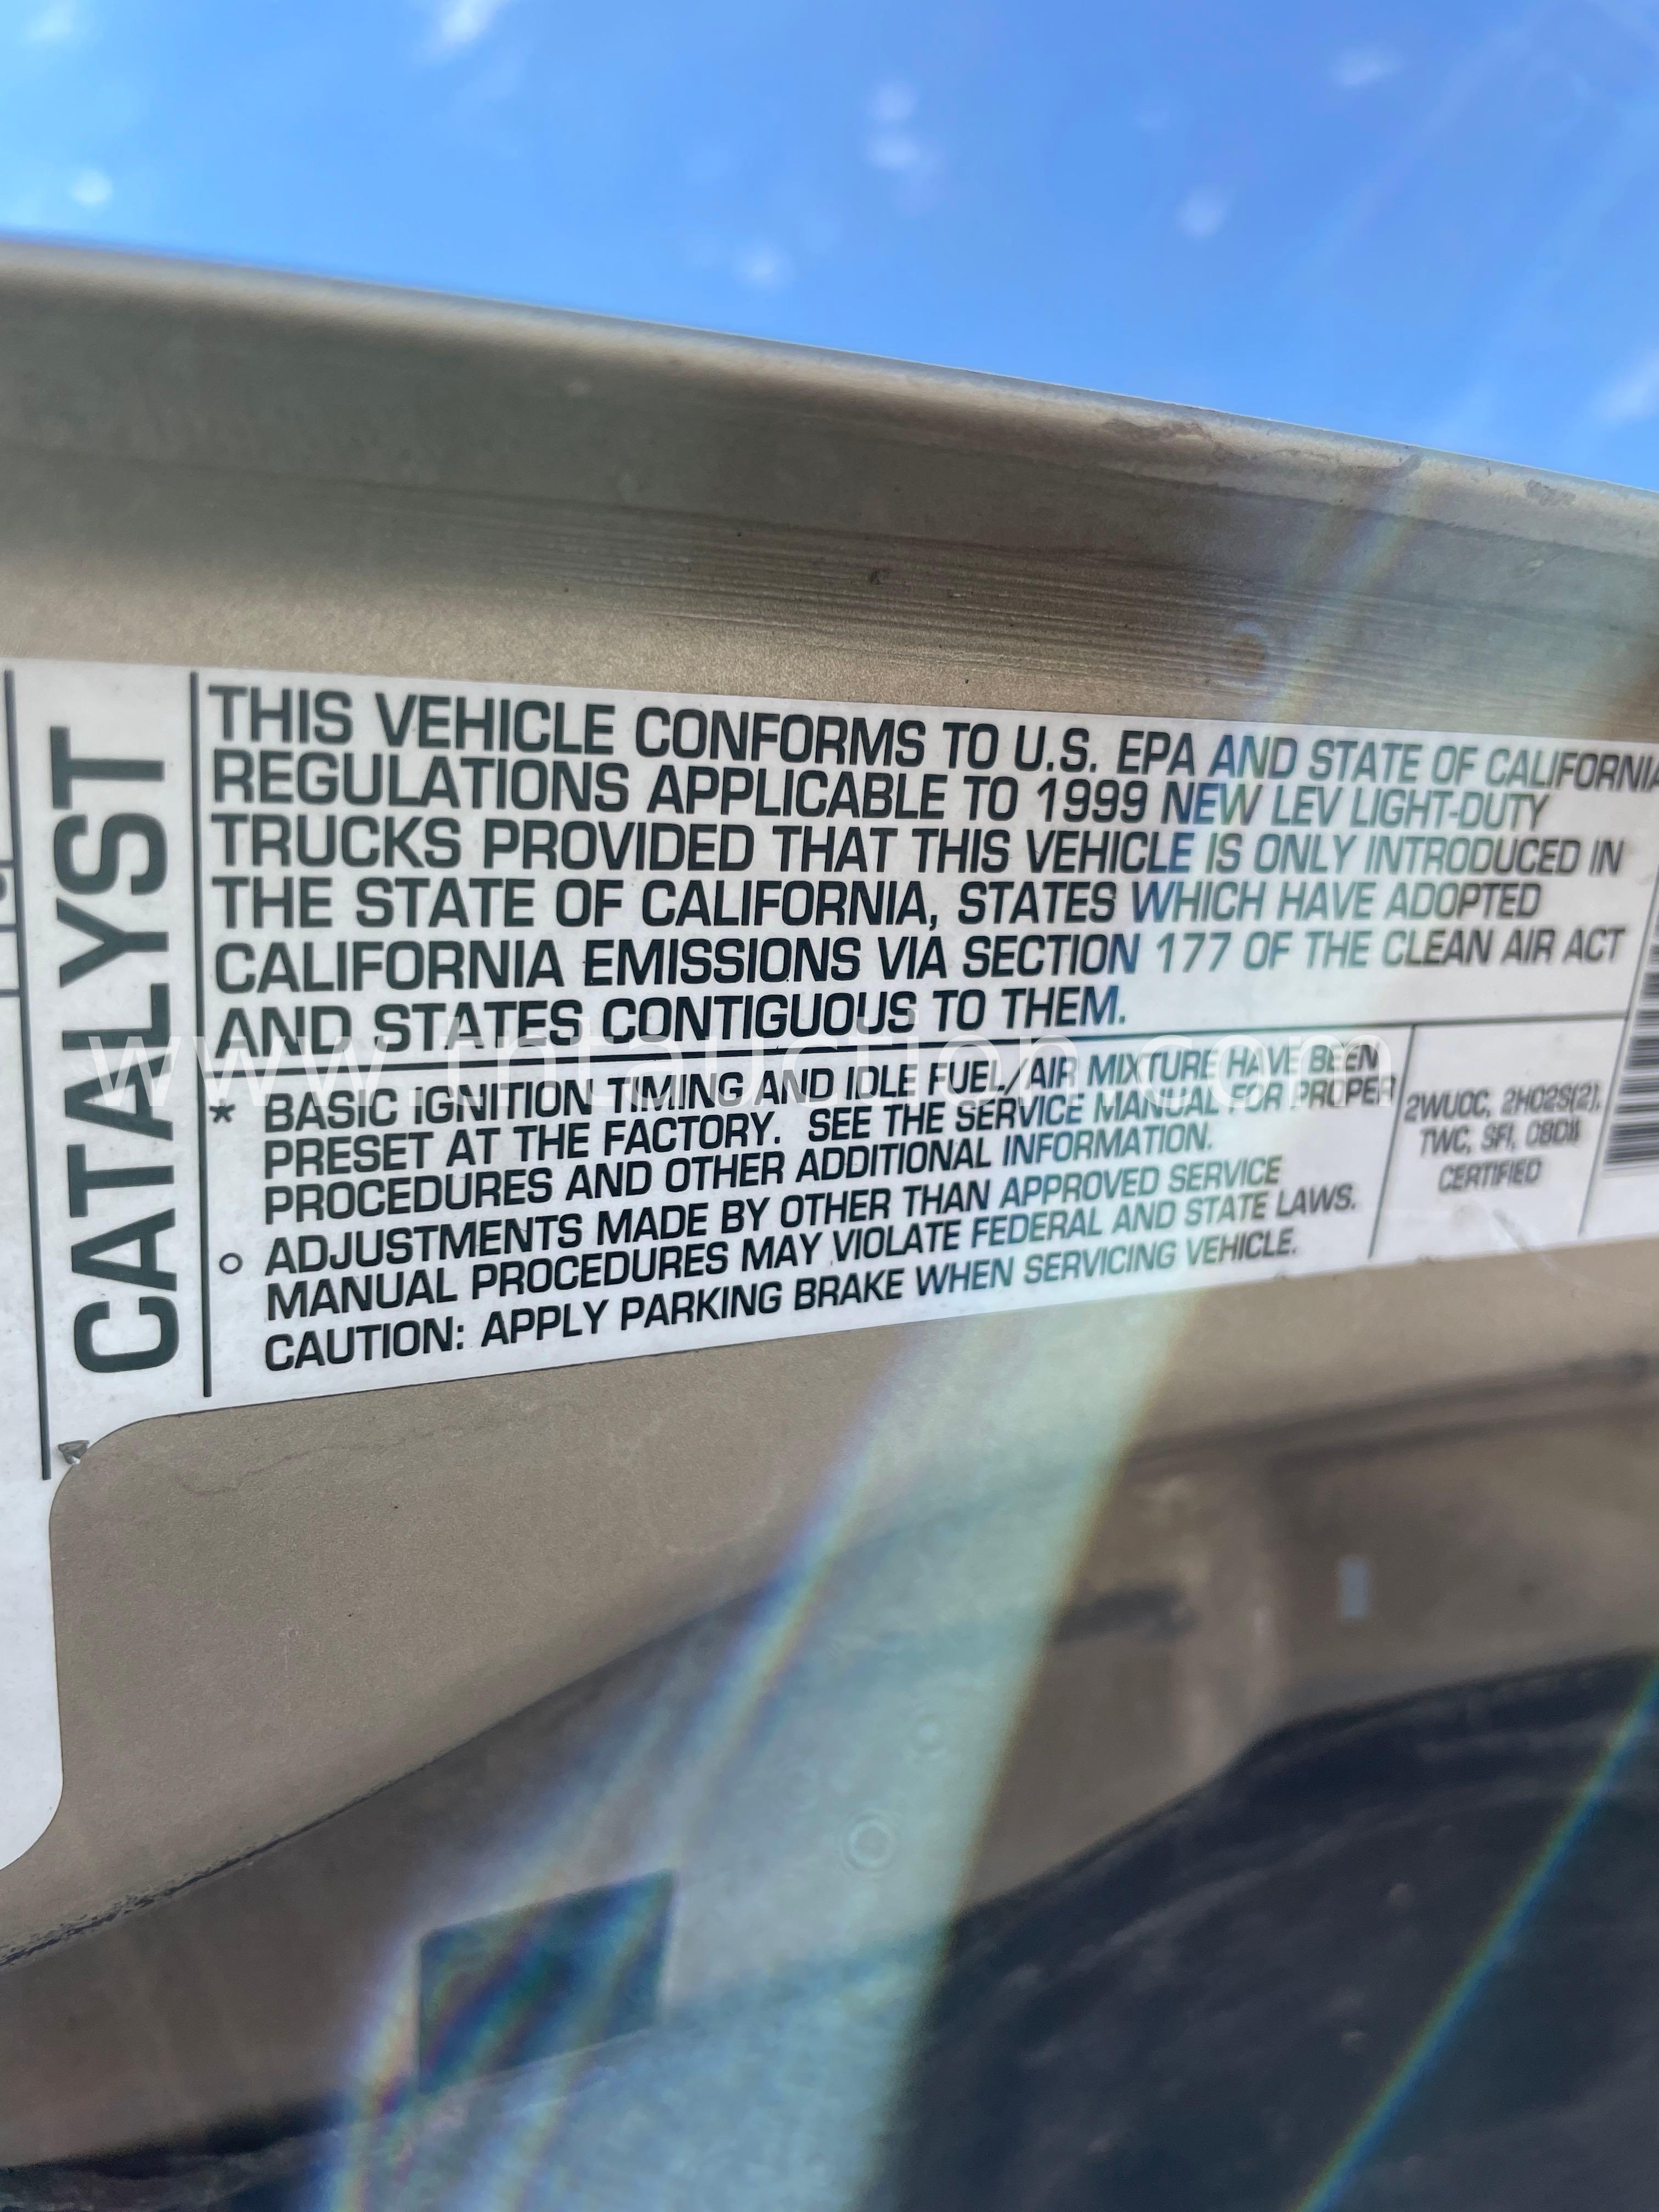 CATALYST
THIS VEHICLE CONFORMS TO U.S. EPA AND STATE OF CALIFORNIA
REGULATIONS APPLICABLE TO 1999 NEW LEV LIGHT-DUTY
TRUCKS PROVIDED THAT THIS VEHICLE IS ONLY INTRODUCED IN
THE STATE OF CALIFORNIA, STATES WHICH HAVE ADOPTED
CALIFORNIA EMISSIONS VIA SECTION 177 OF THE CLEAN AIR ACT
AND STATES CONTIGUOUS TO THEM.
www.tntauction.com
* BASIC IGNITION TIMING AND IDLE FUEL/AIR MIXTURE HAVE BEEN
PRESET AT THE FACTORY. SEE THE SERVICE MANUAL FOR PROPER
PROCEDURES AND OTHER ADDITIONAL INFORMATION.
o ADJUSTMENTS MADE BY OTHER THAN APPROVED SERVICE
MANUAL PROCEDURES MAY VIOLATE FEDERAL AND STATE LAWS.
CAUTION: APPLY PARKING BRAKE WHEN SERVICING VEHICLE.
2WUOC, 2HO2S(2),
TWC, SFI, OBDII
CERTIFIED